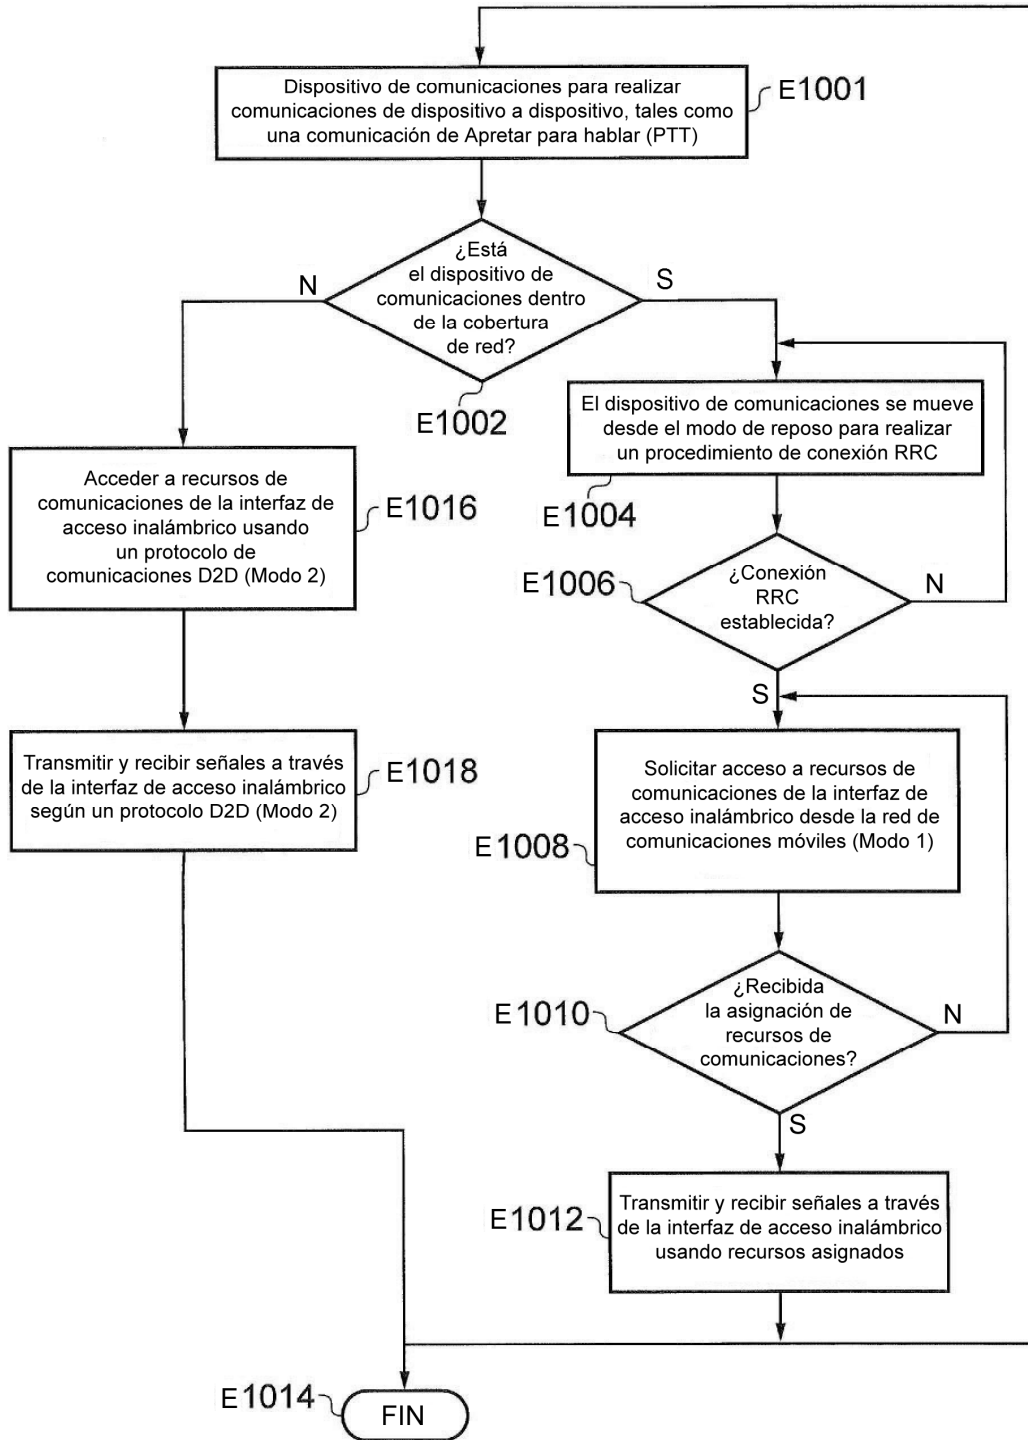 Dispositivo de comunicaciones para realizar
comunicaciones de dispositivo a dispositivo, tales como
una comunicación de Apretar para hablar (PTT)
E1001
¿Está
el dispositivo de
comunicaciones dentro
de la cobertura
de red?
N
S
E1002
El dispositivo de comunicaciones se mueve
desde el modo de reposo para realizar
un procedimiento de conexión RRC
E1004
Acceder a recursos de
comunicaciones de la interfaz de
acceso inalámbrico usando
un protocolo de
comunicaciones D2D (Modo 2)
E1016
¿Conexión
RRC
establecida?
E1006
N
S
Transmitir y recibir señales a través
de la interfaz de acceso inalámbrico
según un protocolo D2D (Modo 2)
E1018
Solicitar acceso a recursos de
comunicaciones de la interfaz de
acceso inalámbrico desde la red de
comunicaciones móviles (Modo 1)
E1008
¿Recibida
la asignación de
recursos de
comunicaciones?
E1010
N
S
Transmitir y recibir señales a través
de la interfaz de acceso inalámbrico
usando recursos asignados
E1012
E1014
FIN